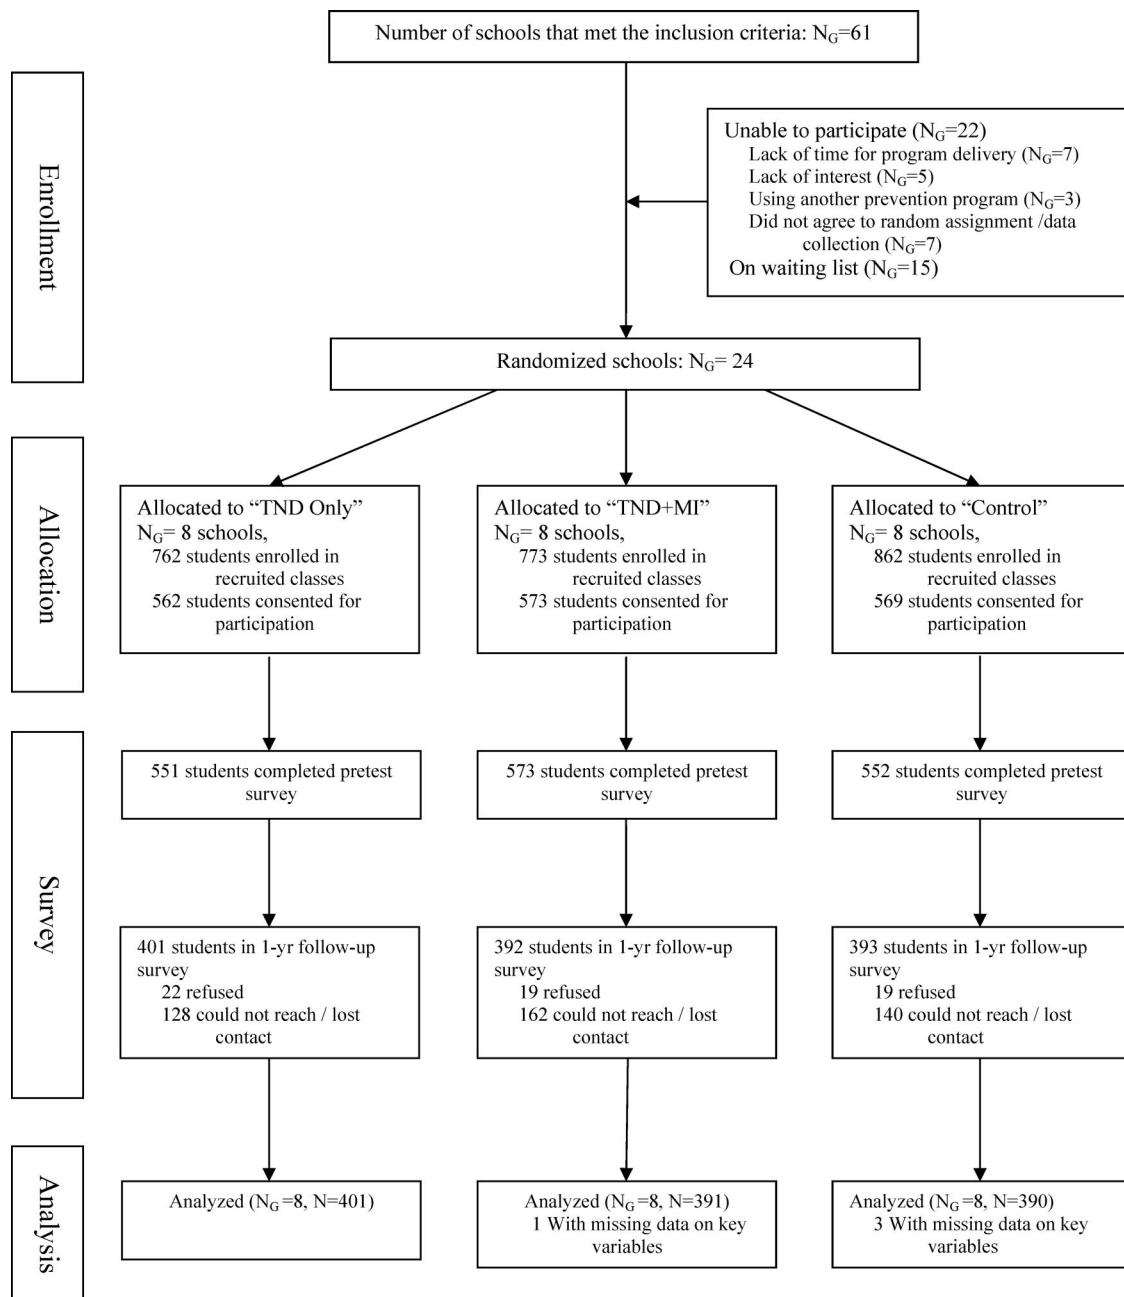 Number of schools that met the inclusion criteria: NG=61
Enrollment
Unable to participate (NG=22)
Lack of time for program delivery (NG=7)
Lack of interest (NG=5)
Using another prevention program (NG=3)
Did not agree to random assignment /data
collection (NG=7)
On waiting list (NG=15)
Randomized schools: NG= 24
Allocation
Allocated to “TND Only”
NG= 8 schools,
762 students enrolled in
recruited classes
562 students consented for
participation
Allocated to “TND+MI”
NG= 8 schools,
773 students enrolled in
recruited classes
573 students consented for
participation
Allocated to “Control”
NG= 8 schools,
862 students enrolled in
recruited classes
569 students consented for
participation
Survey
551 students completed pretest
survey
573 students completed pretest
survey
552 students completed pretest
survey
401 students in 1-yr follow-up
survey
22 refused
128 could not reach / lost
contact
392 students in 1-yr follow-up
survey
19 refused
162 could not reach / lost
contact
393 students in 1-yr follow-up
survey
19 refused
140 could not reach / lost
contact
Analysis
Analyzed (NG =8, N=401)
Analyzed (NG =8, N=391)
1 With missing data on key
variables
Analyzed (NG =8, N=390)
3 With missing data on key
variables